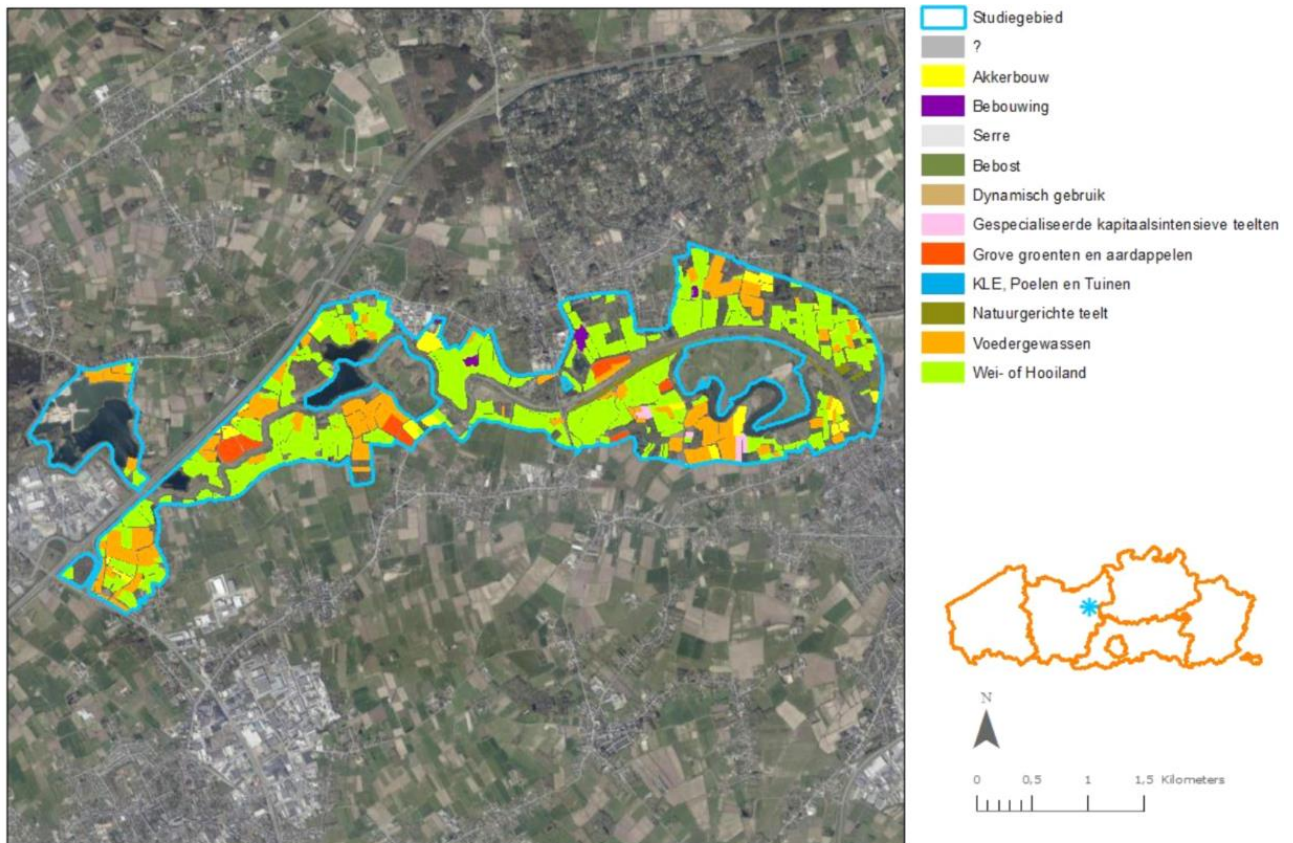 Studiegebied
?
Akkerbouw
Bebouwing
Serre
Bebost
Dynamisch gebruik
Gespecialiseerde kapitaalsintensieve teelten
Grove groenten en aardappelen
KLE, Poelen en Tuinen
Natuurgerichte teelt
Voedergewassen
Wei- of Hooiland
N
0 0,5 1 1,5 Kilometers